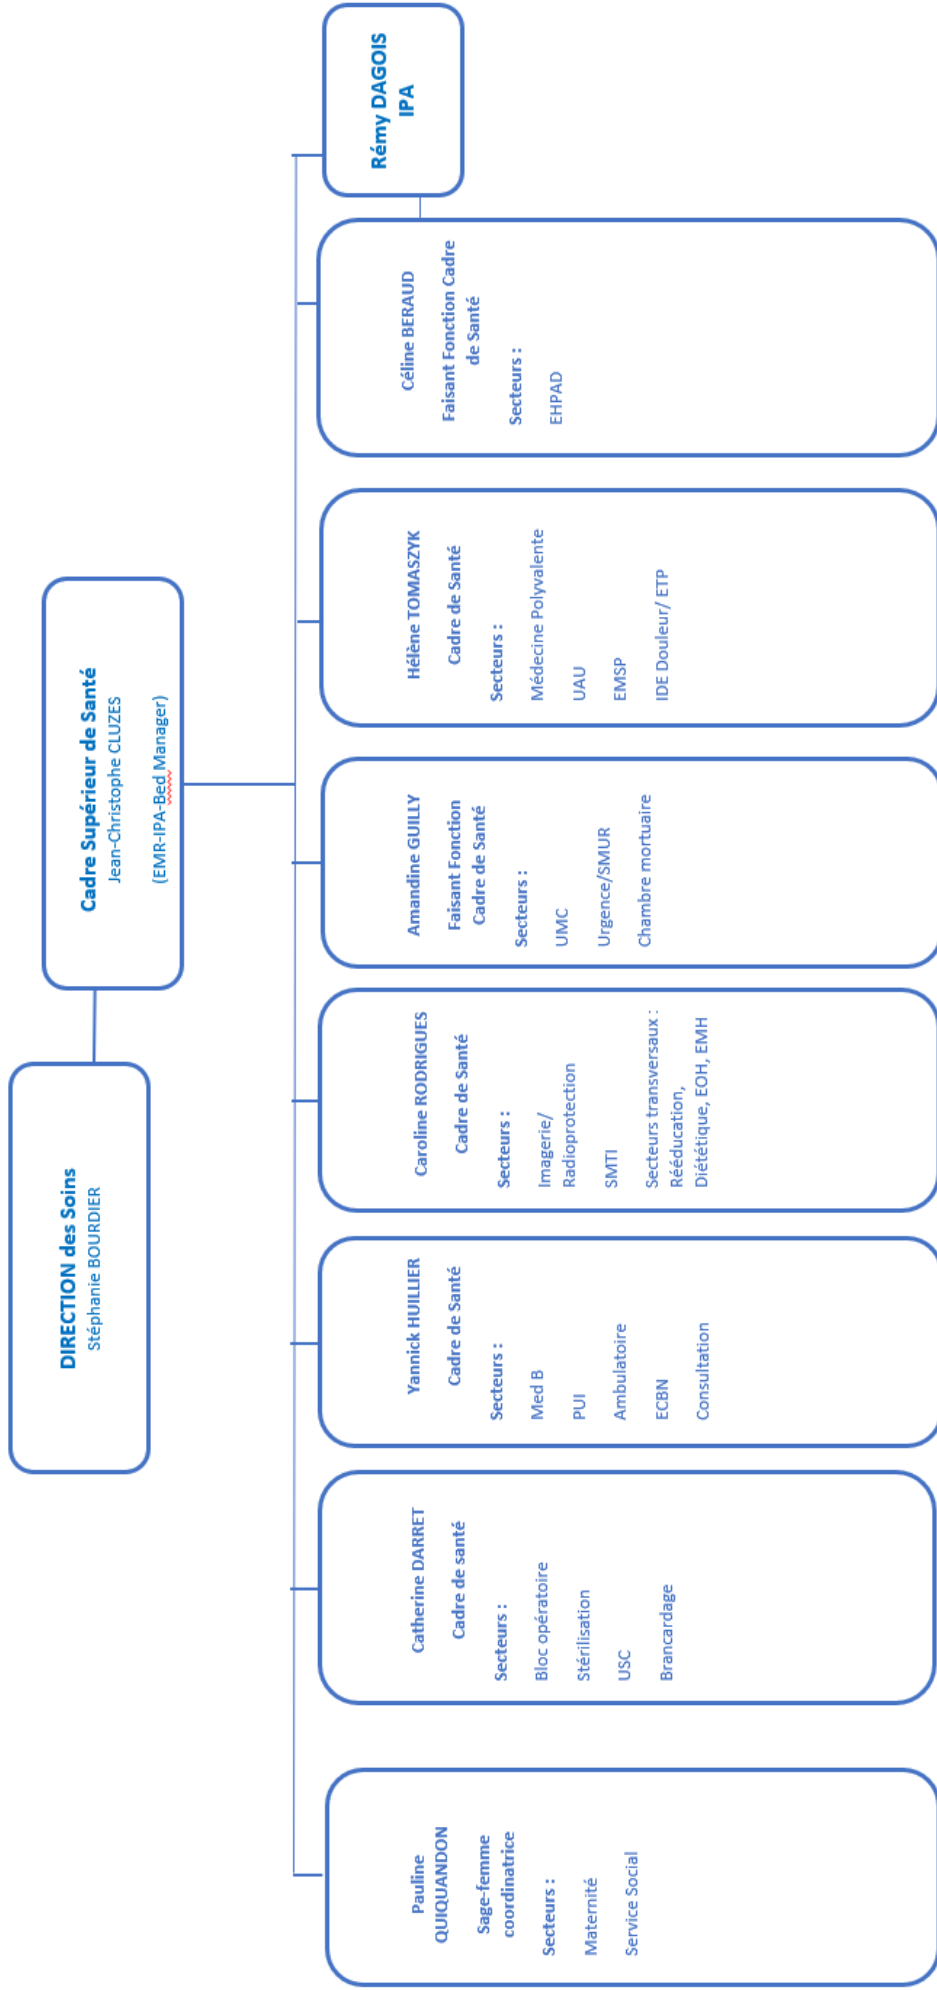 DIRECTION des Soins
Stéphanie BOURDIER
Cadre Supérieur de Santé
Jean-Christophe CLUZES
(EMR-IPA-Bed Manager)
Pauline
QUIQUANDON
Sage-femme
coordinatrice
Secteurs :
Maternité
Service Social
Catherine DARRET
Cadre de santé
Secteurs :
Bloc opératoire
Stérilisation
USC
Brancardage
Yannick HUILLIER
Cadre de Santé
Secteurs :
Med B
PUI
Ambulatoire
ECBN
Consultation
Caroline RODRIGUES
Cadre de Santé
Secteurs :
Imagerie/
Radioprotection
SMTI
Secteurs transversaux :
Rééducation,
Diététique, EOH, EMH
Amandine GUILLY
Faisant Fonction
Cadre de Santé
Secteurs :
UMC
Urgence/SMUR
Chambre mortuaire
Hélène TOMASZYK
Cadre de Santé
Secteurs :
Médecine Polyvalente
UAU
EMSP
IDE Douleur/ ETP
Céline BERAUD
Faisant Fonction Cadre
de Santé
Secteurs :
EHPAD
Rémy DAGOIS
IPA